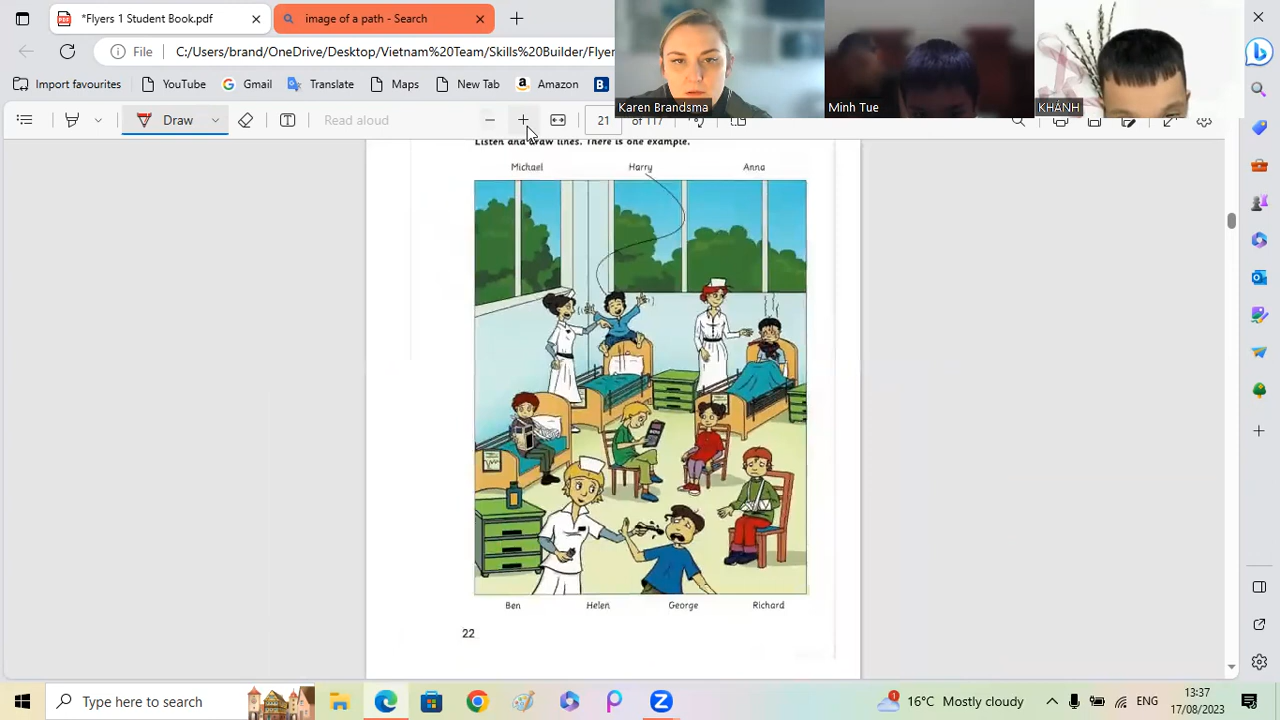 *Flyers 1 Student Book.pdf
image of a path - Search
File
C:/Users/brand/OneDrive/Desktop/Vietnam%20Team/Skills%20Builder/Flyer
Import favourites
YouTube
Gmail
Translate
Maps
New Tab
Amazon
B.
Karen Brandsma
Minh Tue
KHÁNH
Draw
Read aloud
21
of 117
Listen and draw lines. There is one example.
Michael
Harry
Anna
Ben
Helen
George
Richard
22
Type here to search
1
16°C Mostly cloudy
ENG
13:37
17/08/2023